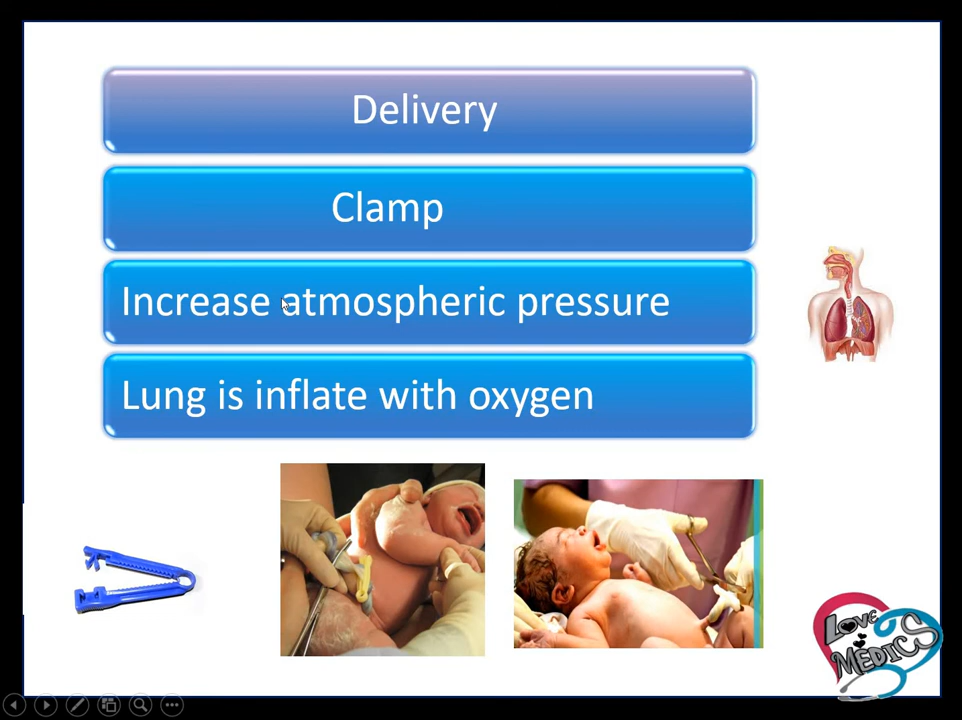 Delivery
Clamp
Increase atmospheric pressure
Lung is inflate with oxygen
LOVE
MEDICS